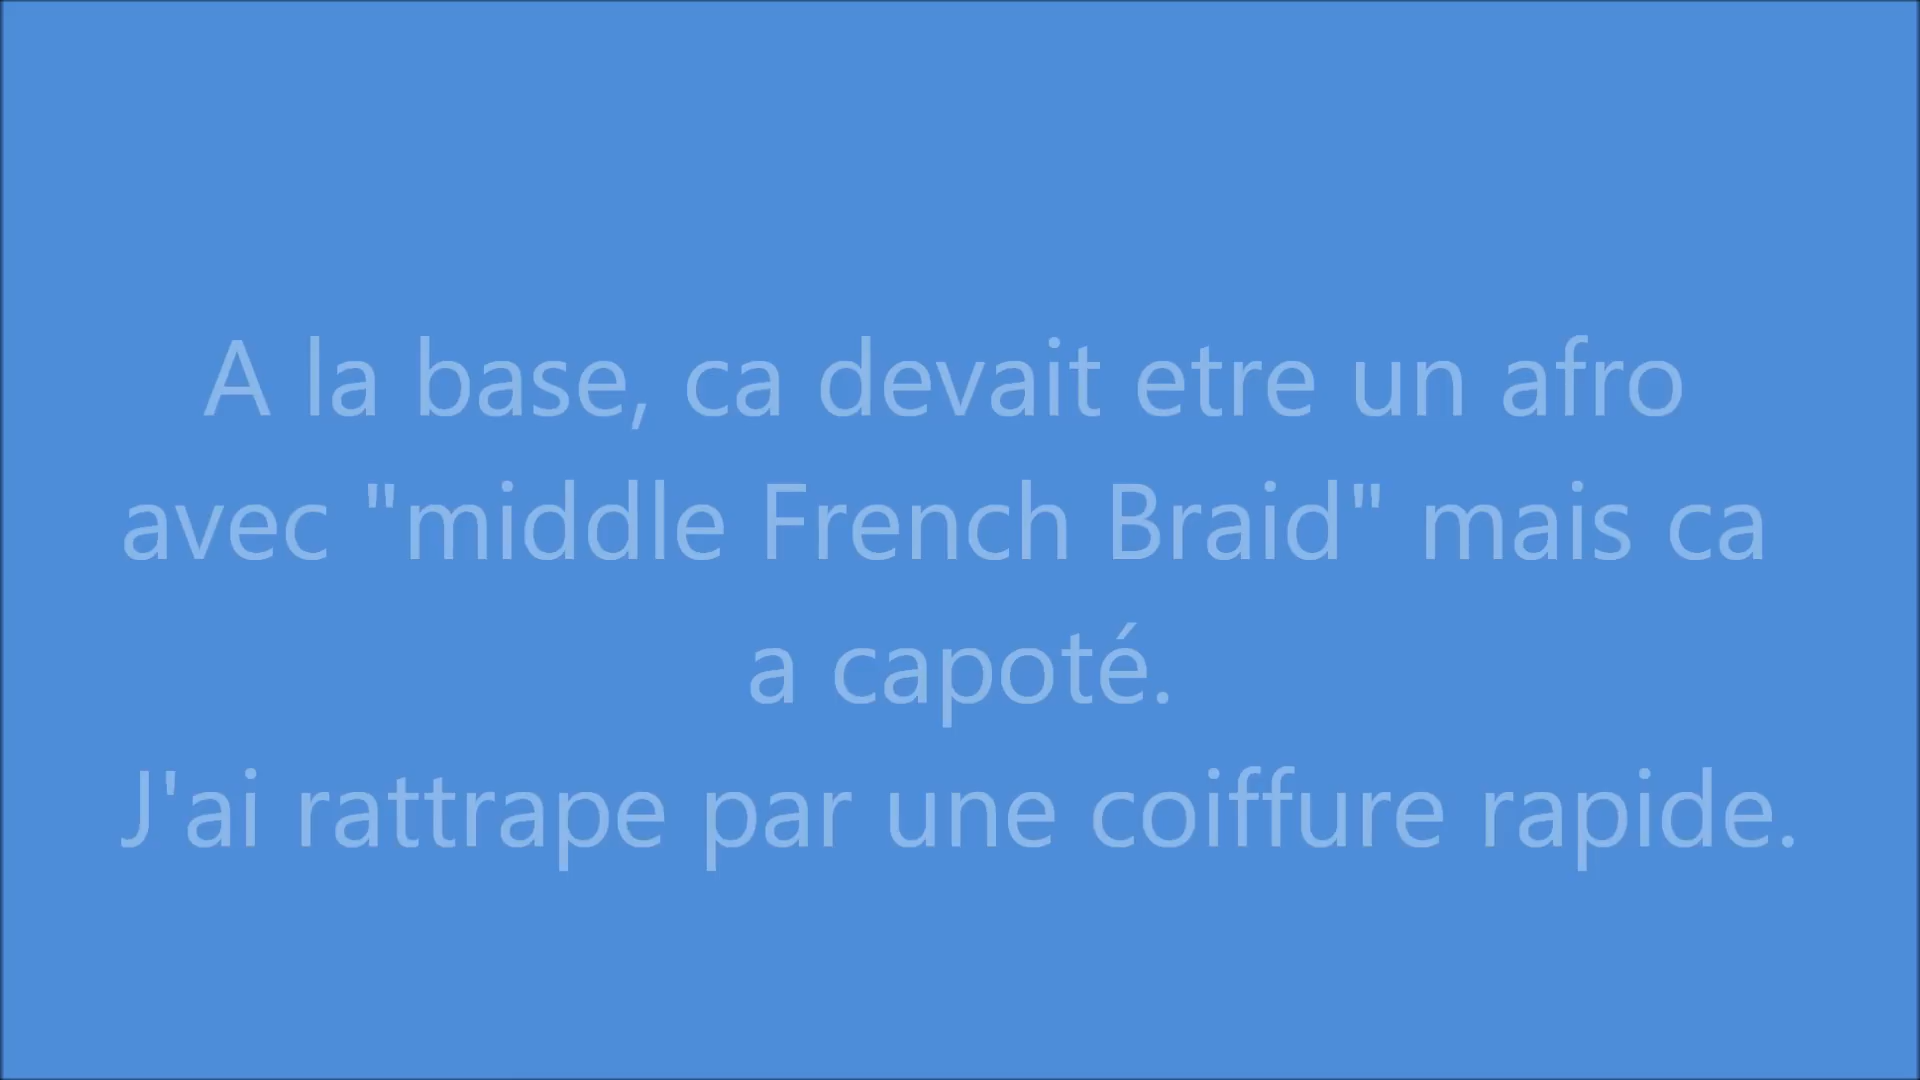 A la base, ca devait etre un afro
avec "middle French Braid" mais ca
a capoté.
J'ai rattrape par une coiffure rapide.